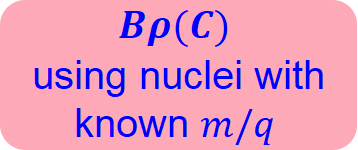 Bρ(C)
using nuclei with
known m/q